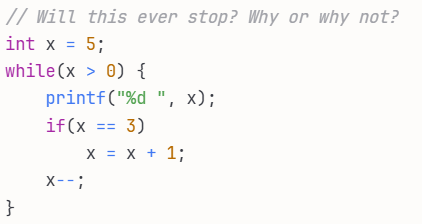 // Will this ever stop? Why or why not?
int x = 5;
while(x > 0) {
    printf("%d ", x);
    if(x == 3)
        x = x + 1;
    x--;
}